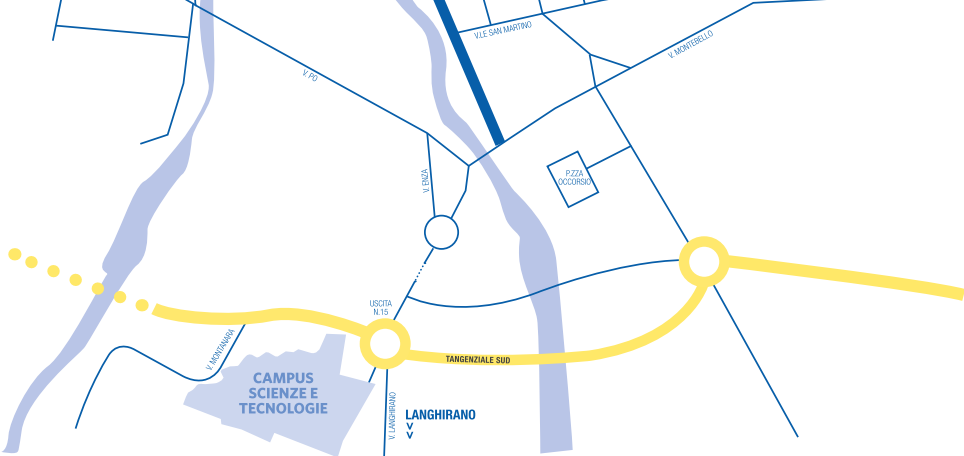 V.LE SAN MARTINO
V. MONTEBELLO
V. PO
V. ENZA
P.ZZA
OCCORSIO
USCITA
N.15
V. MONTANARA
TANGENZIALE SUD
CAMPUS
SCIENZE E
TECNOLOGIE
V. LANGHIRANO
LANGHIRANO